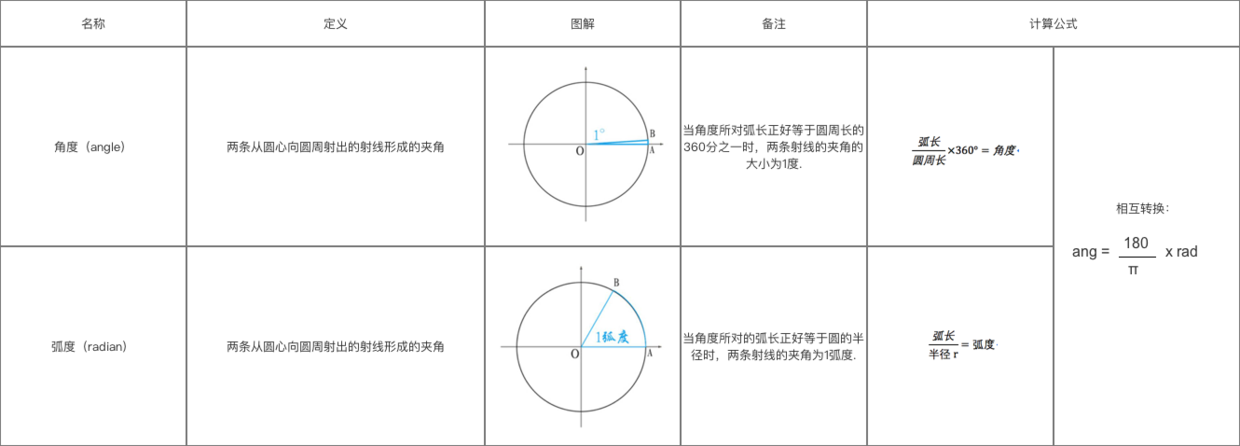 名称
定义
图解
备注
计算公式
角度（angle）
两条从圆心向圆周射出的射线形成的夹角
1°
B
O
A
当角度所对弧长正好等于圆周长的
360分之一时，两条射线的夹角的
大小为1度.
弧长
圆周长
×360° = 角度
相互转换：
ang =
180
π
x rad
弧度（radian）
两条从圆心向圆周射出的射线形成的夹角
B
1弧度
O
A
当角度所对的弧长正好等于圆的半
径时，两条射线的夹角为1弧度.
弧长
半径 r
= 弧度